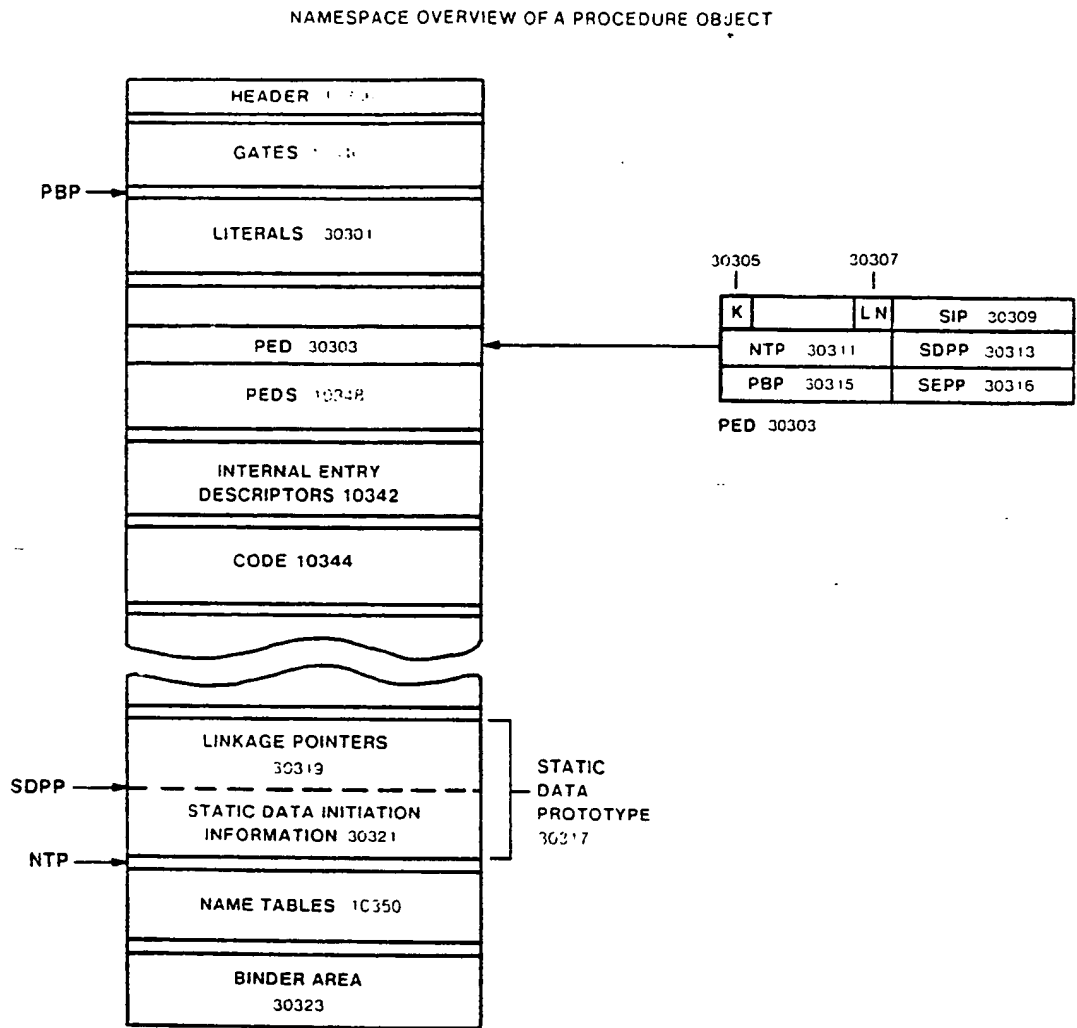 NAMESPACE OVERVIEW OF A PROCEDURE OBJECT
HEADER
GATES
PBP
LITERALS 30301
PED 30303
PEDS 10348
INTERNAL ENTRY
DESCRIPTORS 10342
CODE 10344
30305 30307
K LN SIP 30309
NTP 30311 SDPP 30313
PBP 30315 SEPP 30316
PED 30303
LINKAGE POINTERS
30319
SDPP
STATIC DATA INITIATION
INFORMATION 30321
NTP
STATIC
DATA
PROTOTYPE
30317
NAME TABLES 10350
BINDER AREA
30323